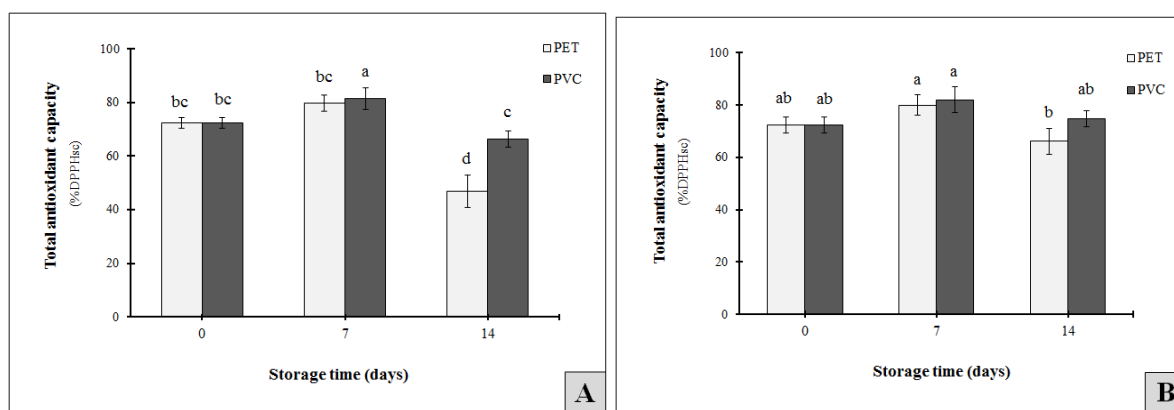 PET
PVC
Total antioxidant capacity
(%DPPHsc)
100
80
60
40
20
0
bc
bc
bc
a
d
c
0
7
14
Storage time (days)
A
PET
PVC
Total antioxidant capacity
(%DPPHsc)
100
80
60
40
20
0
ab
ab
a
a
b
ab
0
7
14
Storage time (days)
B